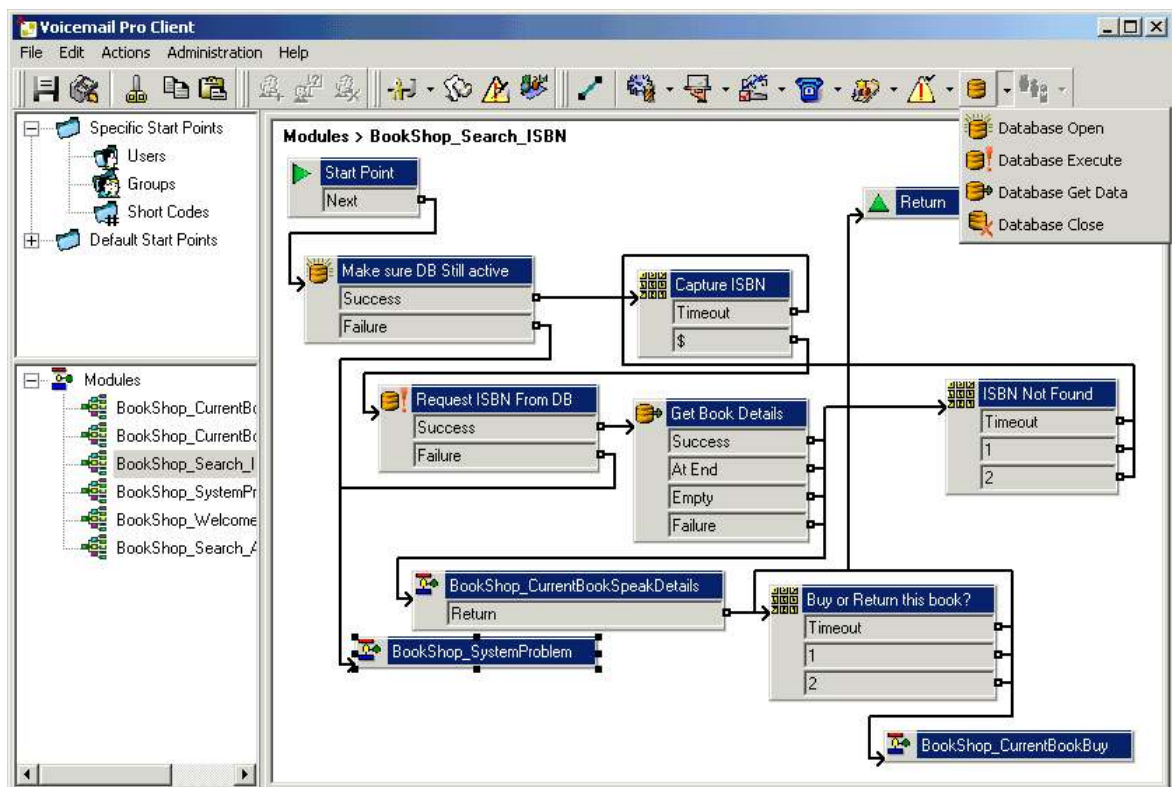 Voicemail Pro Client
File Edit Actions Administration Help
Specific Start Points
Users
Groups
Short Codes
Default Start Points
Modules
BookShop_CurrentBo
BookShop_CurrentBo
BookShop_Search_I
BookShop_SystemPr
BookShop_Welcome
BookShop_Search_A
Modules > BookShop_Search_ISBN
Start Point
Next
Return
Database Open
Database Execute
Database Get Data
Database Close
Make sure DB Still active
Success
Failure
Capture ISBN
Timeout
$
Request ISBN From DB
Success
Failure
Get Book Details
Success
At End
Empty
Failure
ISBN Not Found
Timeout
1
2
BookShop_CurrentBookSpeakDetails
Return
BookShop_SystemProblem
Buy or Return this book?
Timeout
1
2
BookShop_CurrentBookBuy